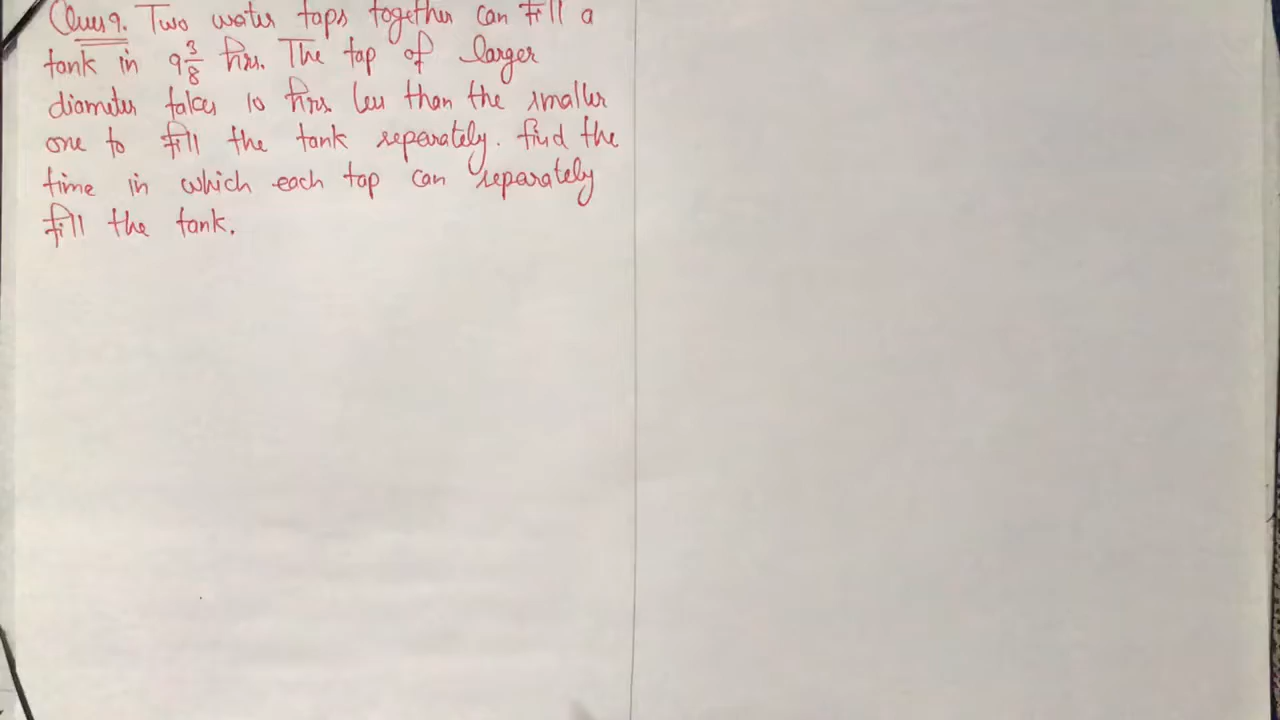 Ques 9. Two water taps together can fill a
tank in 9 3/8 hrs. The tap of larger
diameter takes 10 hrs. less than the smaller
one to fill the tank seperately. find the
time in which each tap can seperately
fill the tank.